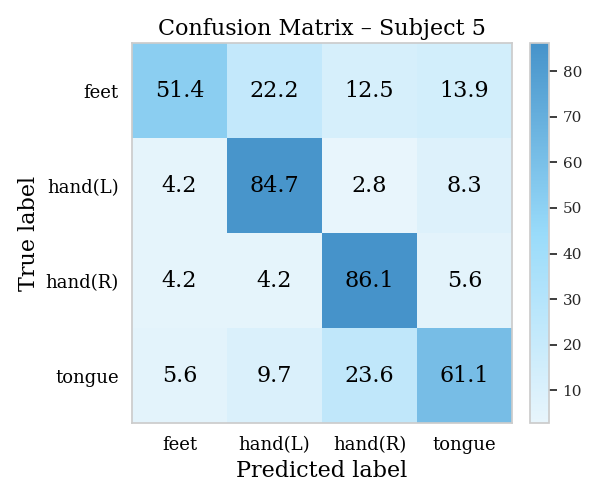 Confusion Matrix – Subject 5
True label
feet 51.4 22.2 12.5 13.9
hand(L) 4.2 84.7 2.8 8.3
hand(R) 4.2 4.2 86.1 5.6
tongue 5.6 9.7 23.6 61.1
feet hand(L) hand(R) tongue
Predicted label
80
70
60
50
40
30
20
10